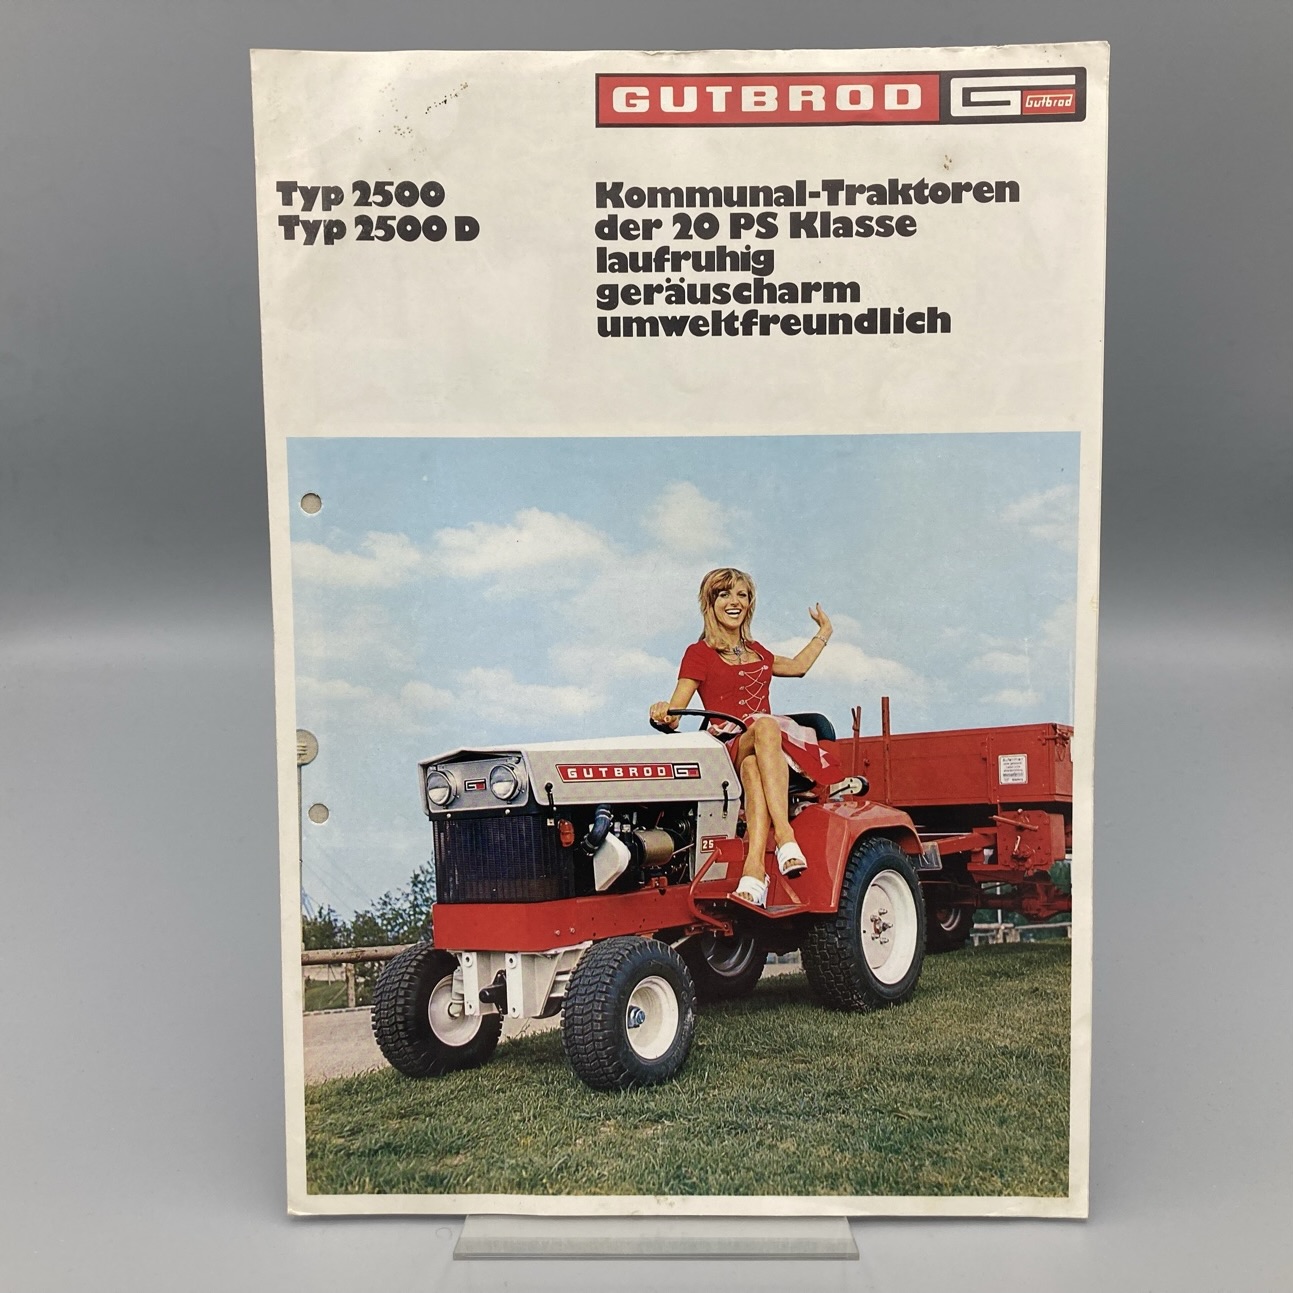 GUTBROD G Gutbrod
Typ 2500
Typ 2500 D
Kommunal-Traktoren
der 20 PS Klasse
laufruhig
geräuscharm
umweltfreundlich
GUTBROD G
25